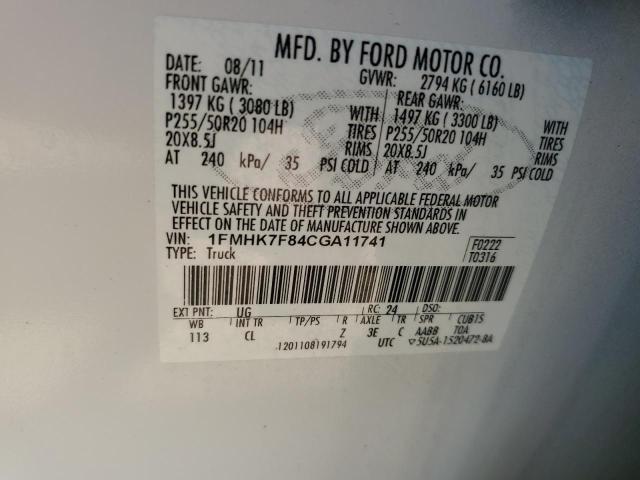 MFD. BY FORD MOTOR CO.
DATE: 08/11 GVWR: 2794 KG ( 6160 LB)
FRONT GAWR: REAR GAWR:
1397 KG ( 3080 LB) WITH 1497 KG ( 3300 LB) WITH
P255/50R20 104H TIRES P255/50R20 104H TIRES
20X8.5J RIMS 20X8.5J RIMS
AT 240 kPa/ 35 PSI COLD AT 240 kPa/ 35 PSI COLD
THIS VEHICLE CONFORMS TO ALL APPLICABLE FEDERAL MOTOR
VEHICLE SAFETY AND THEFT PREVENTION STANDARDS IN
EFFECT ON THE DATE OF MANUFACTURE SHOWN ABOVE.
VIN: 1FMHK7F84CGA11741 F0222
TYPE: Truck T0316
EXT PNT: UG RC: 24 DSO:
WB INT TR TP/PS R AXLE TR SPR CUBTS
113 CL Z 3E C AABB TOA
1201108191794 UTC ▽5U5A-1520472-BA